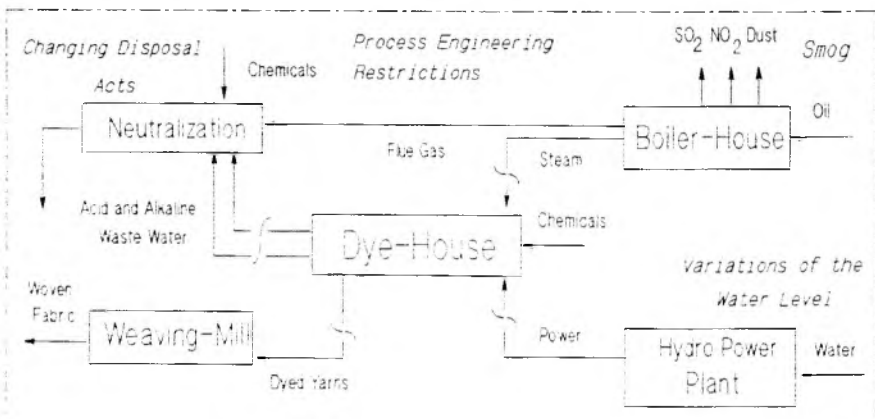 Changing Disposal
Acts
Chemicals
Process Engineering
Restrictions
SO2 NO2 Dust
Smog
Oil
Neutralization
Flue Gas
Steam
Boiler-House
Acid and Alkaline
Waste Water
Dye-House
Chemicals
Variations of the
Water Level
Woven
Fabric
Weaving-Mill
Dyed Yarns
Power
Hydro Power
Plant
Water